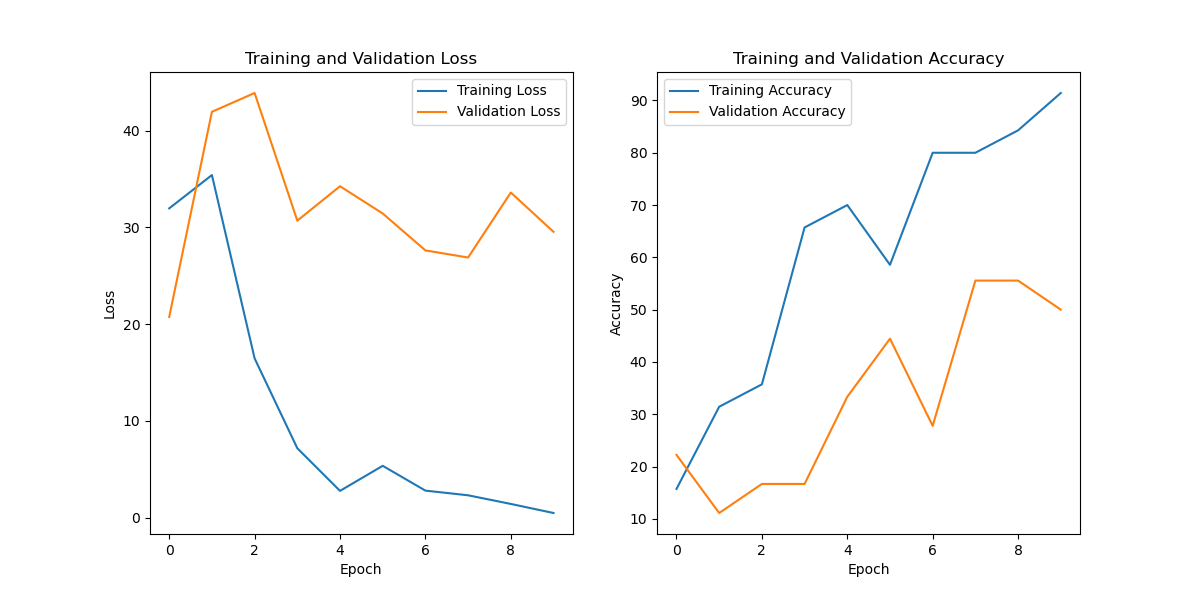 Training and Validation Loss
Training Loss
Validation Loss
Loss
40
30
20
10
0
0 2 4 6 8
Epoch
Training and Validation Accuracy
Training Accuracy
Validation Accuracy
Accuracy
90
80
70
60
50
40
30
20
10
0 2 4 6 8
Epoch